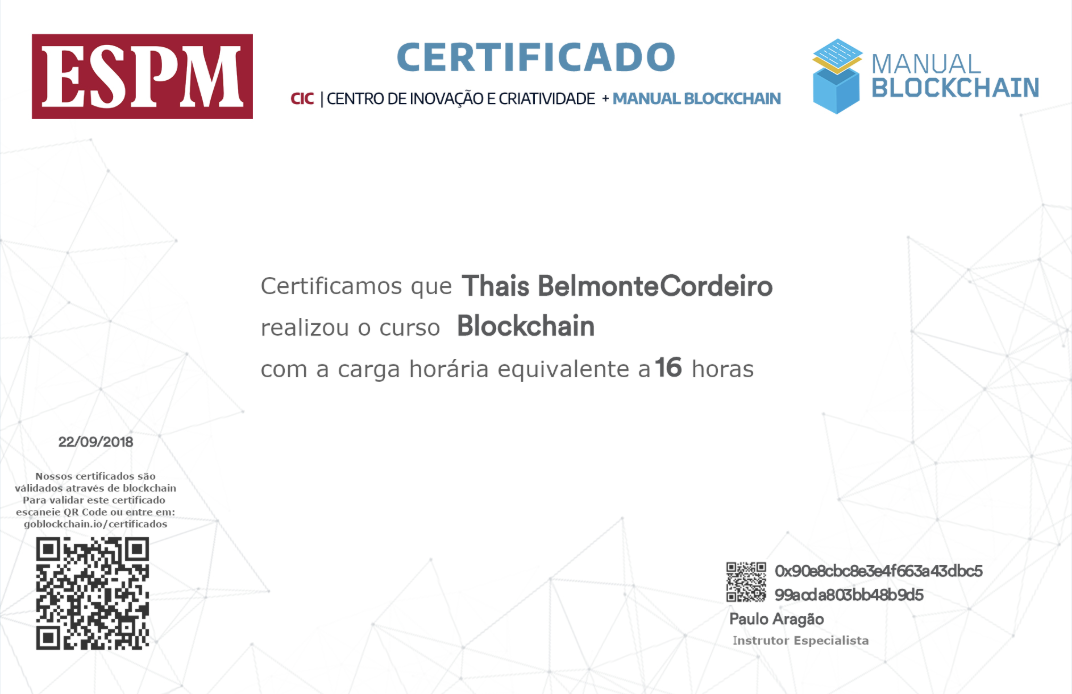 ESPM
CERTIFICADO
CIC | CENTRO DE INOVAÇÃO E CRIATIVIDADE + MANUAL BLOCKCHAIN
MANUAL
BLOCKCHAIN
Certificamos que Thais BelmonteCordeiro
realizou o curso Blockchain
com a carga horária equivalente a 16 horas
22/09/2018
Nossos certificados são
válidados através de blockchain
Para validar este certificado
escaneie QR Code ou entre em:
goblockchain.io/certificados
0x90e8cbc8e3e4f663a43dbc5
99acda803bb48b9d5
Paulo Aragão
Instrutor Especialista